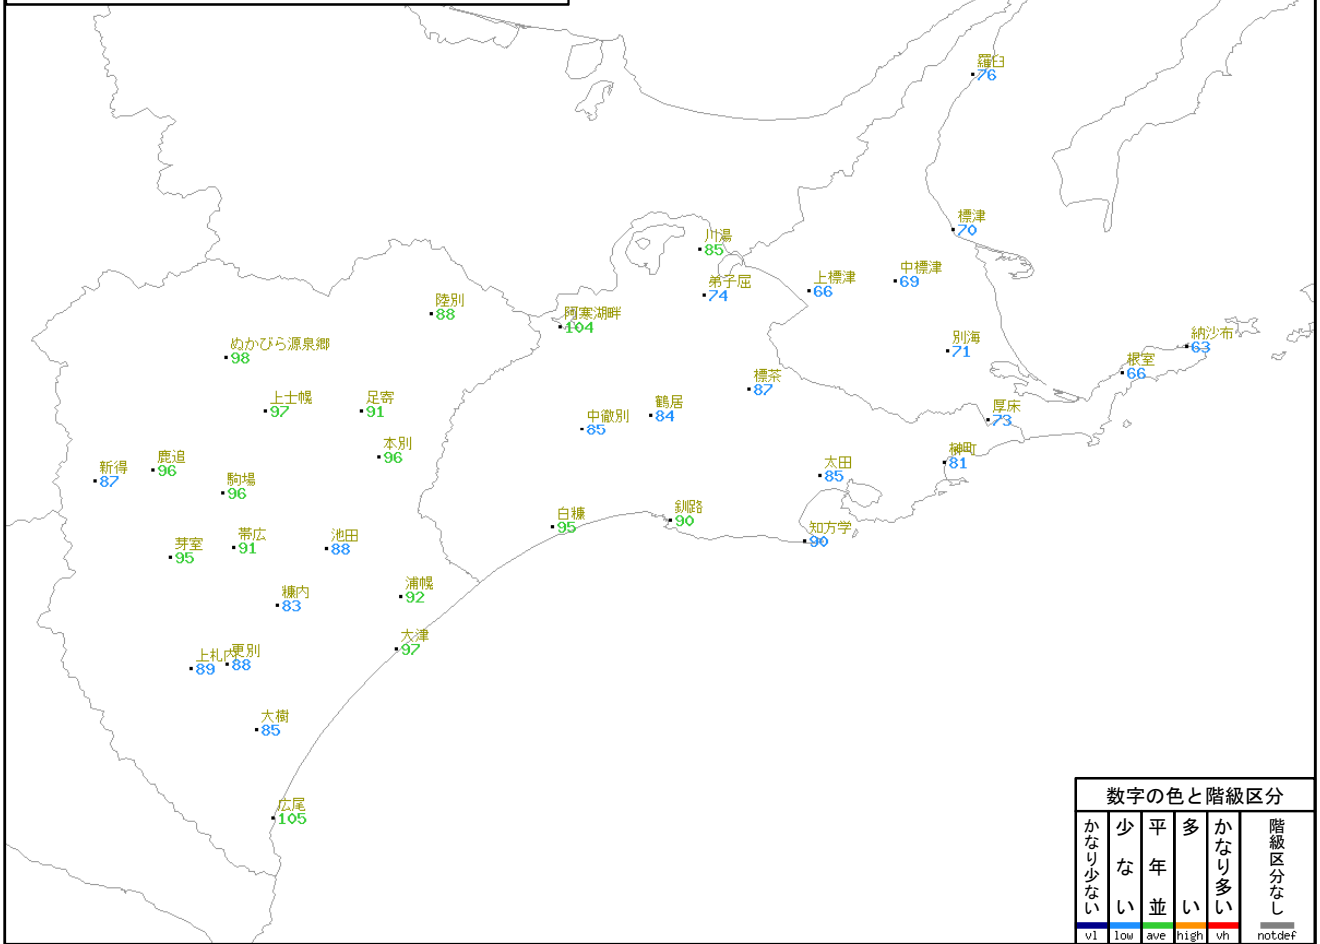 羅臼
76
標津
70
川湯
85
中標津
69
上標津
66
弟子屈
74
陸別
88
阿寒湖畔
104
納沙布
63
ぬかびら源泉郷
98
別海
71
根室
66
標茶
87
上士幌
97
足寄
91
鶴居
84
厚床
73
中徹別
85
本別
96
榊町
81
鹿追
96
新得
87
太田
85
駒場
96
白糠
95
釧路
90
知方学
90
帯広
91
池田
88
芽室
95
浦幌
92
糠内
83
大津
97
上札内
89
更別
88
大樹
85
広尾
105
数字の色と階級区分
かなり少ない
少ない
平年並
多い
かなり多い
階級区分なし
vl low ave high vh notdef